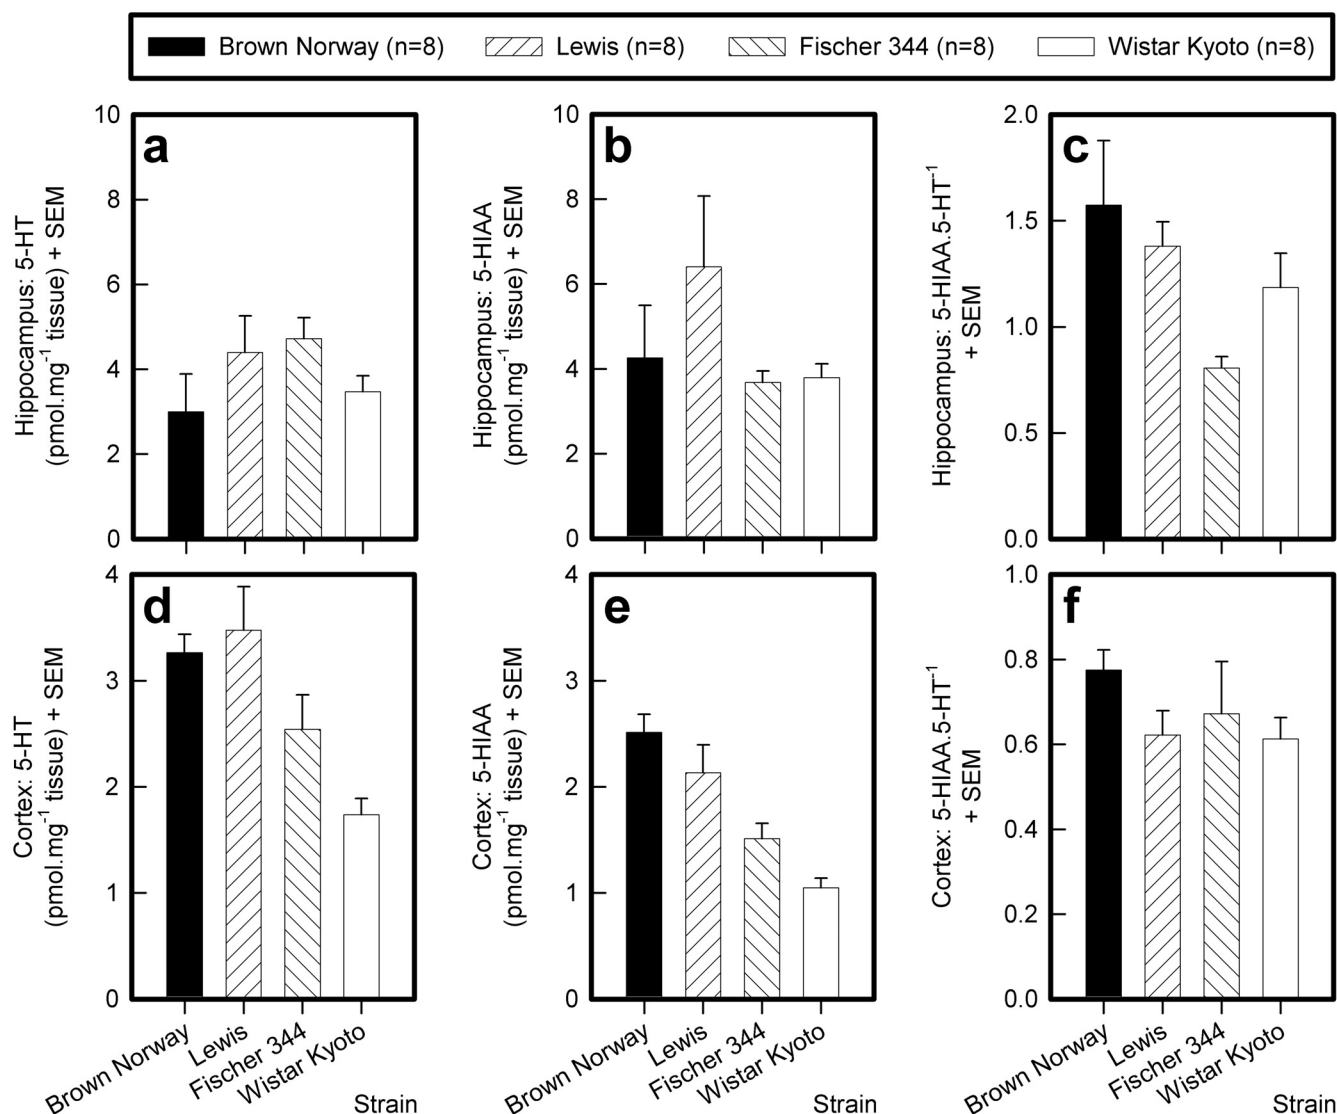 Brown Norway (n=8) Lewis (n=8) Fischer 344 (n=8) Wistar Kyoto (n=8)
a
Hippocampus: 5-HT
(pmol.mg⁻¹ tissue) + SEM
10
8
6
4
2
0
b
Hippocampus: 5-HIAA
(pmol.mg⁻¹ tissue) + SEM
10
8
6
4
2
0
c
Hippocampus: 5-HIAA.5-HT⁻¹
+ SEM
2.0
1.5
1.0
0.5
0.0
d
Cortex: 5-HT
(pmol.mg⁻¹ tissue) + SEM
4
3
2
1
0
Brown Norway
Lewis
Fischer 344
Wistar Kyoto
Strain
e
Cortex: 5-HIAA
(pmol.mg⁻¹ tissue) + SEM
4
3
2
1
0
Brown Norway
Lewis
Fischer 344
Wistar Kyoto
Strain
f
Cortex: 5-HIAA.5-HT⁻¹
+ SEM
1.0
0.8
0.6
0.4
0.2
0.0
Brown Norway
Lewis
Fischer 344
Wistar Kyoto
Strain